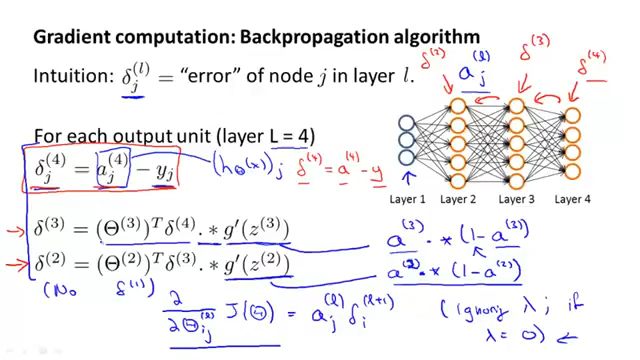 Gradient computation: Backpropagation algorithm
Intuition: δ_j^(l) = “error” of node j in layer l.
a_j^(l)
δ^(2) δ^(3) δ^(4)
For each output unit (layer L = 4)
δ_j^(4) = a_j^(4) − y_j (h_Θ(x))_j δ^(4) = a^(4) − y
Layer 1 Layer 2 Layer 3 Layer 4
δ^(3) = (Θ^(3))^T δ^(4) .∗ g′(z^(3)) a^(3) .* (1−a^(3))
δ^(2) = (Θ^(2))^T δ^(3) .∗ g′(z^(2)) a^(2) .* (1−a^(2))
(No δ^(1))
∂/∂Θ_ij^(l) J(Θ) = a_j^(l) δ_i^(l+1) (Ignoring λ; if
λ = 0) ←